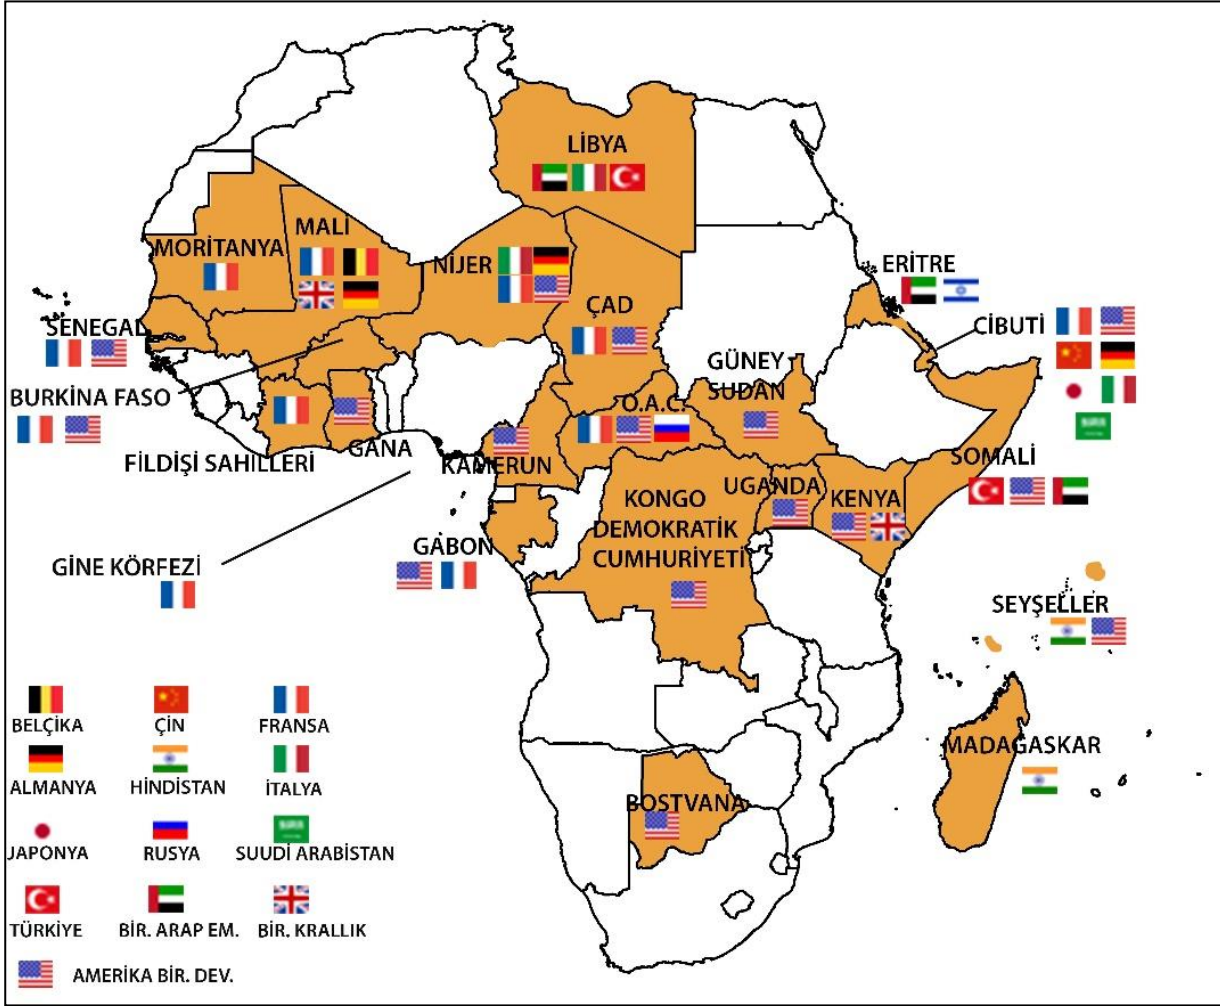 LİBYA
MALİ
MORİTANYA
NİJER
ERİTRE
ÇAD
CİBUTİ
SENEGAL
GÜNEY
SUDAN
BURKİNA FASO
O.A.C.
GANA
FİLDİŞİ SAHİLLERİ
KAMERUN
SOMALİ
UGANDA
KENYA
KONGO
DEMOKRATİK
CUMHURİYETİ
GABON
GİNE KÖRFEZİ
SEYŞELLER
MADAGASKAR
BOSTVANA
BELÇİKA
ÇİN
FRANSA
ALMANYA
HİNDİSTAN
İTALYA
JAPONYA
RUSYA
SUUDİ ARABİSTAN
TÜRKİYE
BİR. ARAP EM.
BİR. KRALLIK
AMERİKA BİR. DEV.